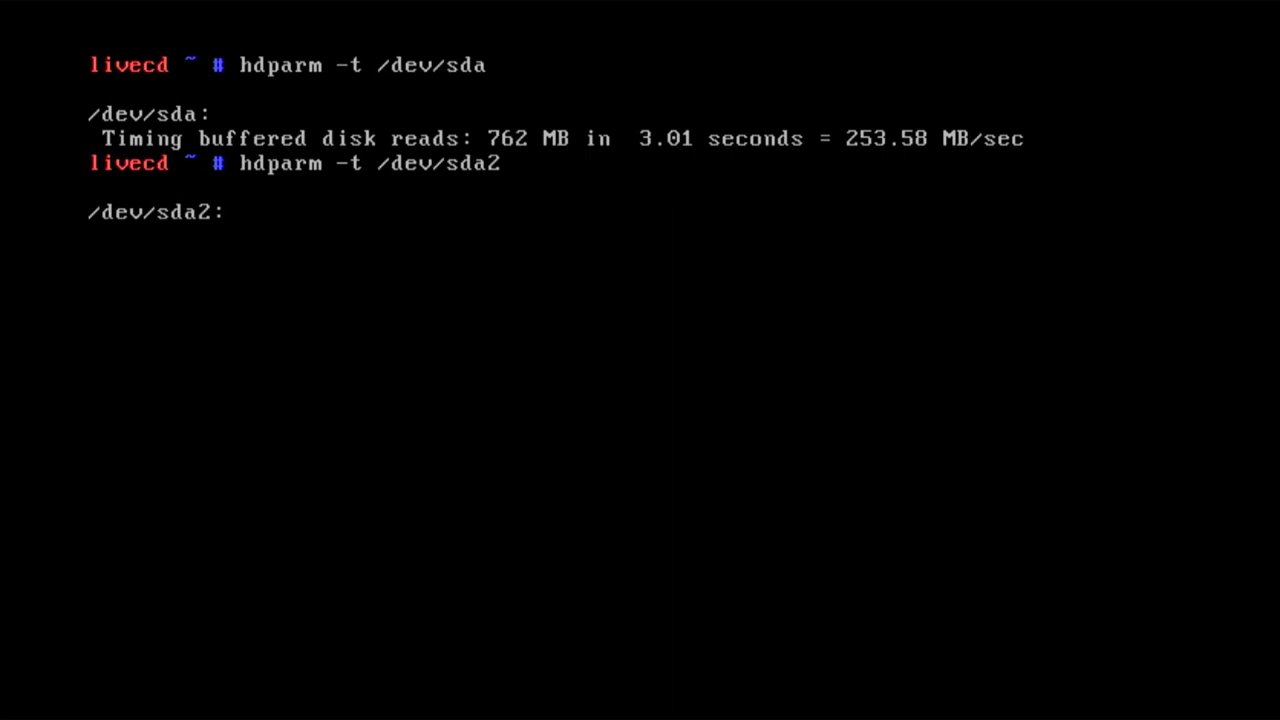 livecd ~ # hdparm -t /dev/sda
/dev/sda:
 Timing buffered disk reads: 762 MB in  3.01 seconds = 253.58 MB/sec
livecd ~ # hdparm -t /dev/sda2
/dev/sda2: